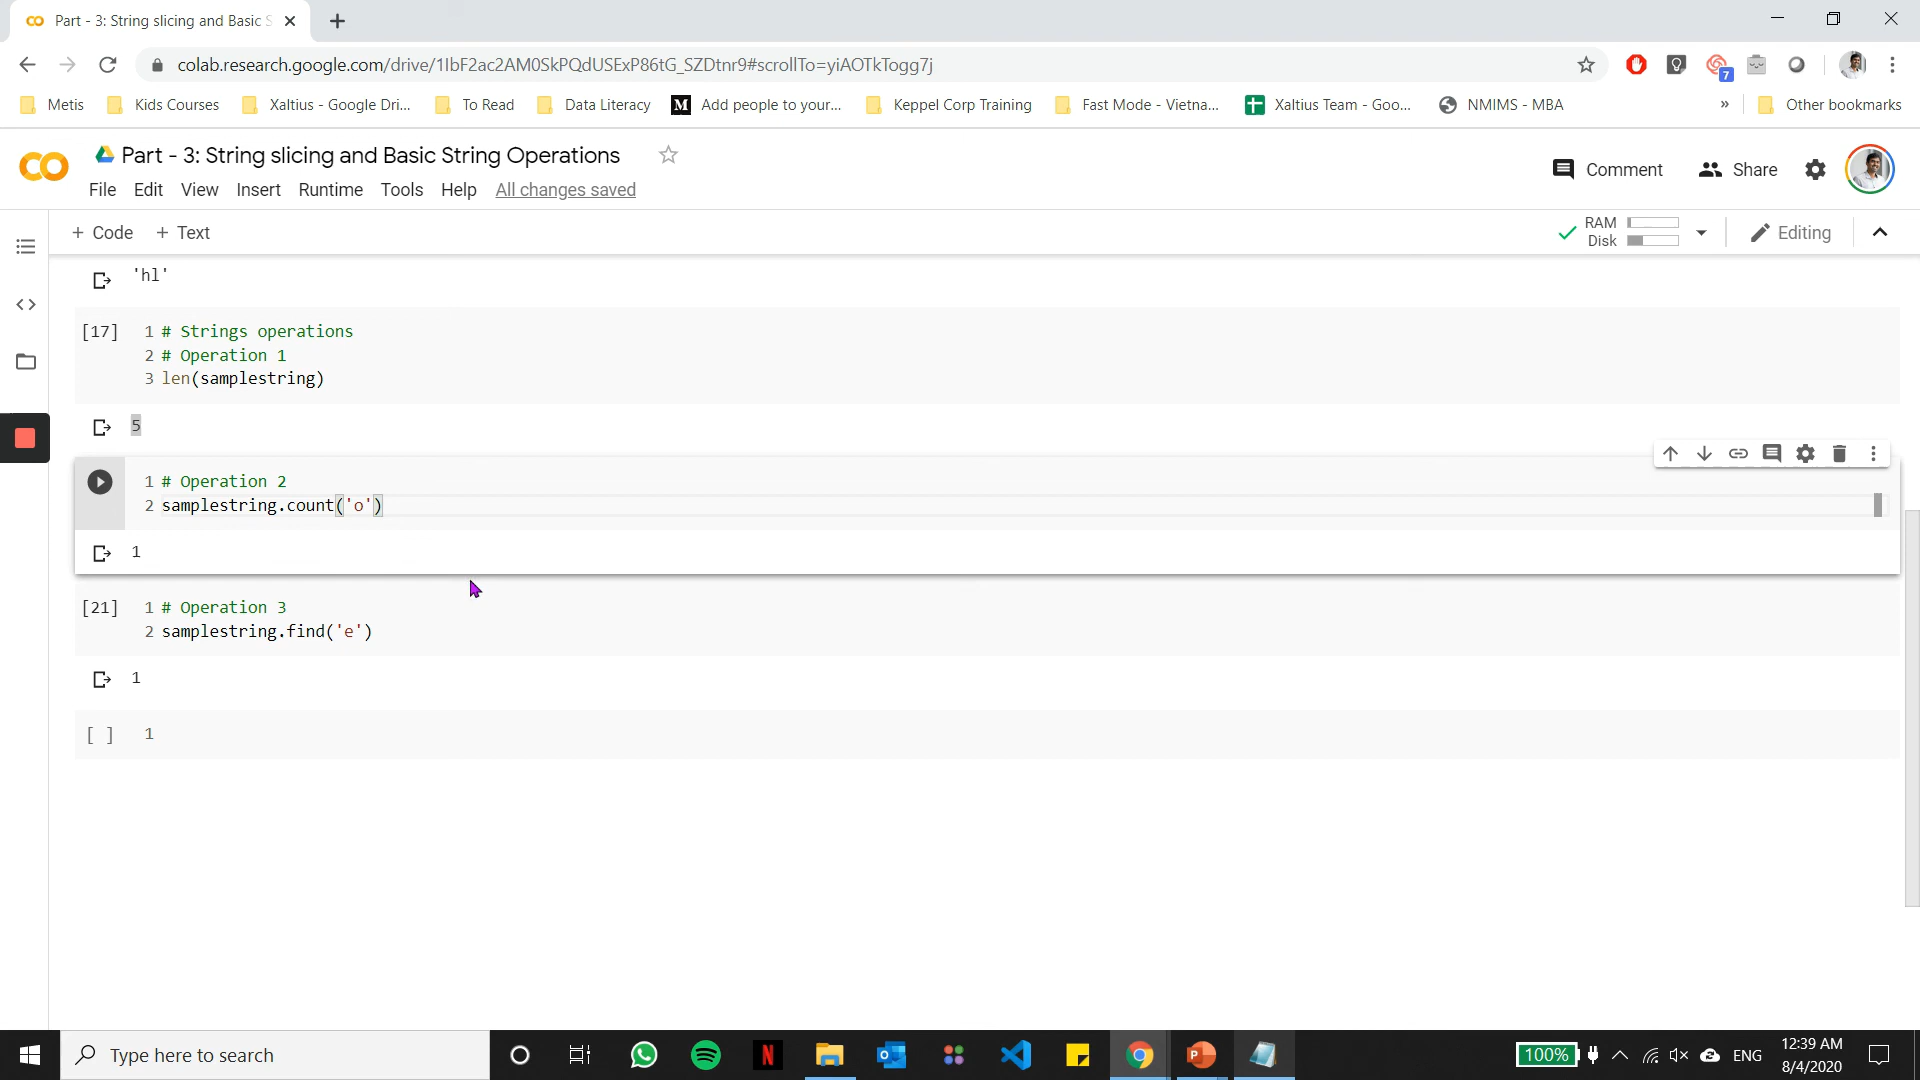 Part - 3: String slicing and Basic S
colab.research.google.com/drive/1IbF2ac2AM0SkPQdUSExP86tG_SZDtnr9#scrollTo=yiAOTkTogg7j
7
Metis
Kids Courses
Xaltius - Google Dri...
To Read
Data Literacy
M
Add people to your...
Keppel Corp Training
Fast Mode - Vietna...
Xaltius Team - Goo...
NMIMS - MBA
»
Other bookmarks
Part - 3: String slicing and Basic String Operations
Comment
Share
File Edit View Insert Runtime Tools Help All changes saved
+ Code + Text
RAM
Disk
Editing
'hl'
[17] 1 # Strings operations
2 # Operation 1
3 len(samplestring)
5
1 # Operation 2
2 samplestring.count('o')
1
[21] 1 # Operation 3
2 samplestring.find('e')
1
[ ] 1
Type here to search
100%
ENG
12:39 AM
8/4/2020